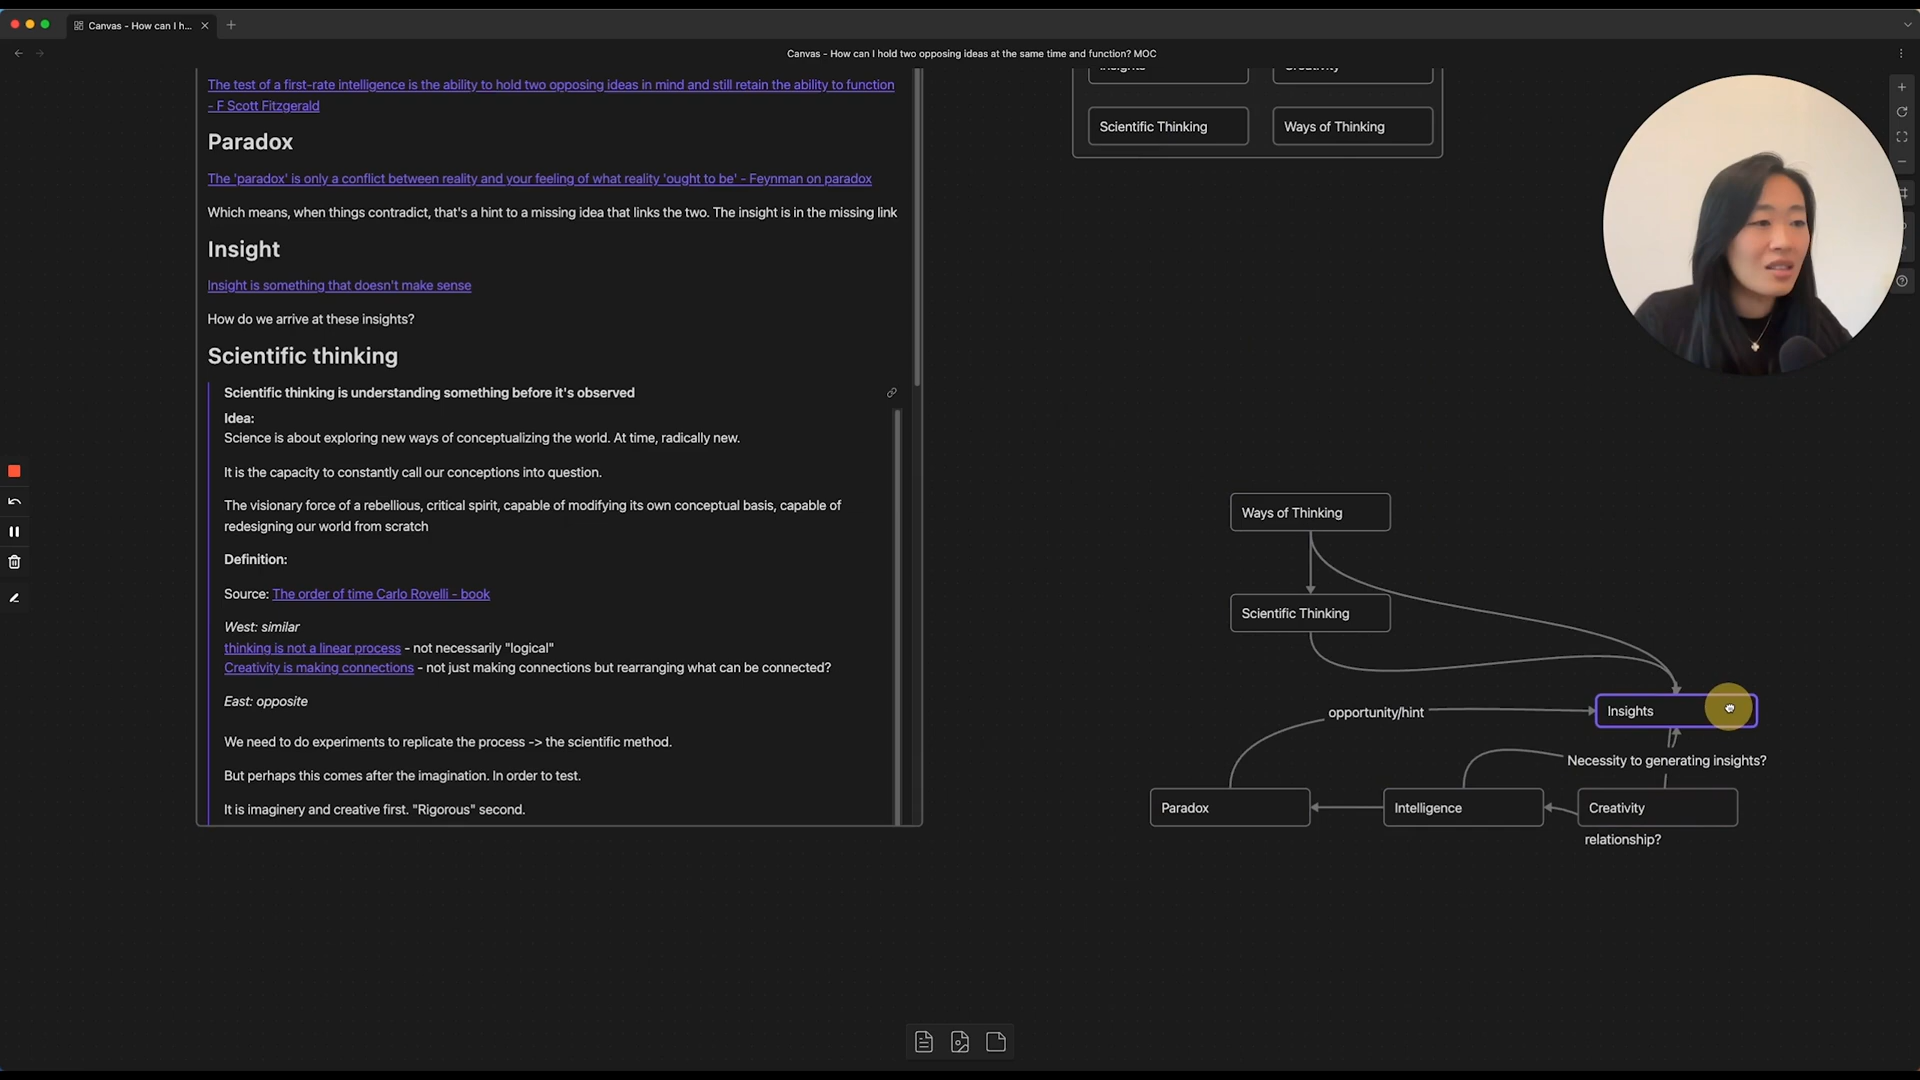 Canvas - How can I h...
Canvas - How can I hold two opposing ideas at the same time and function? MOC
The test of a first-rate intelligence is the ability to hold two opposing ideas in mind and still retain the ability to function
- F Scott Fitzgerald
Paradox
The 'paradox' is only a conflict between reality and your feeling of what reality 'ought to be' - Feynman on paradox
Which means, when things contradict, that's a hint to a missing idea that links the two. The insight is in the missing link
Insight
Insight is something that doesn't make sense
How do we arrive at these insights?
Scientific thinking
Scientific thinking is understanding something before it's observed
Idea:
Science is about exploring new ways of conceptualizing the world. At time, radically new.
It is the capacity to constantly call our conceptions into question.
The visionary force of a rebellious, critical spirit, capable of modifying its own conceptual basis, capable of
redesigning our world from scratch
Definition:
Source: The order of time Carlo Rovelli - book
West: similar
thinking is not a linear process - not necessarily "logical"
Creativity is making connections - not just making connections but rearranging what can be connected?
East: opposite
We need to do experiments to replicate the process -> the scientific method.
But perhaps this comes after the imagination. In order to test.
It is imaginery and creative first. "Rigorous" second.
Insights
Creativity
Scientific Thinking
Ways of Thinking
Ways of Thinking
Scientific Thinking
Insights
opportunity/hint
Necessity to generating insights?
Paradox
Intelligence
Creativity
relationship?